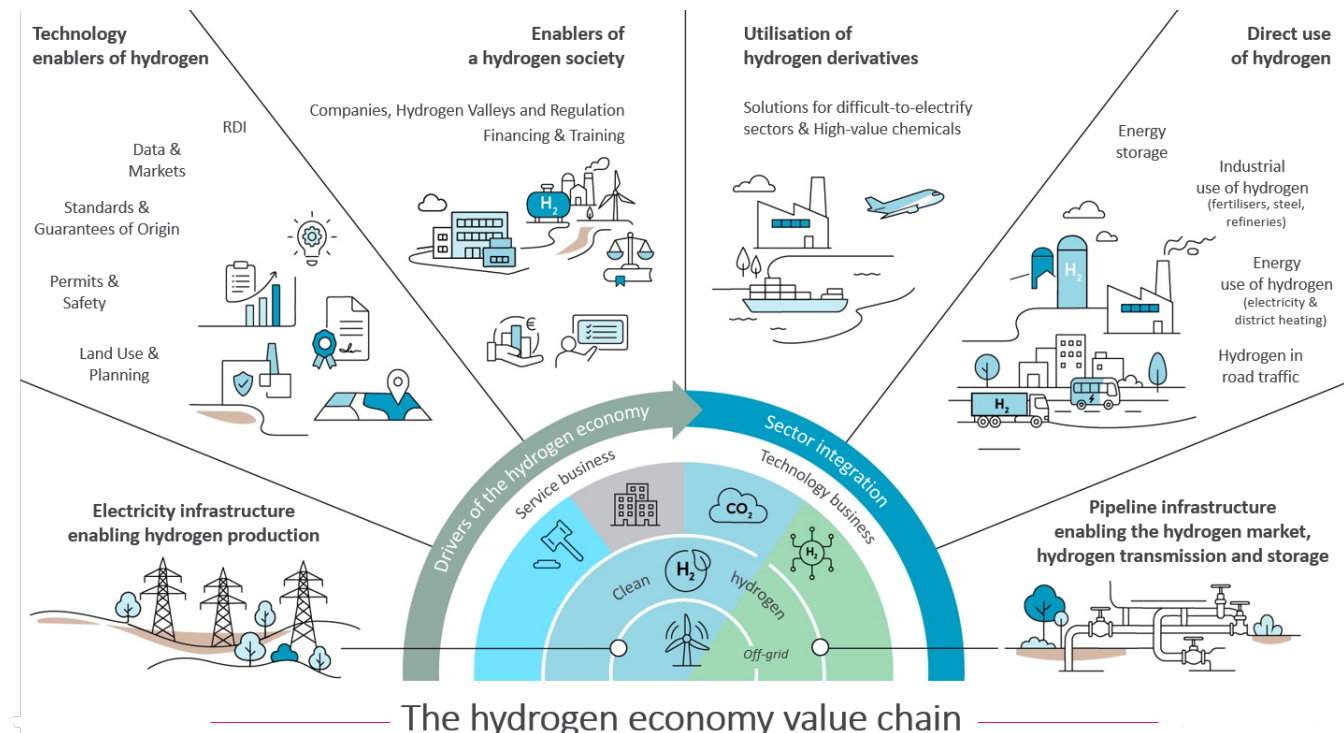 Technology
enablers of hydrogen
RDI
Data &
Markets
Standards &
Guarantees of Origin
Permits &
Safety
Land Use &
Planning
Enablers of
a hydrogen society
Companies, Hydrogen Valleys and Regulation
Financing & Training
H2
€
Utilisation of
hydrogen derivatives
Solutions for difficult-to-electrify
sectors & High-value chemicals
Direct use
of hydrogen
Energy
storage
Industrial
use of hydrogen
(fertilisers, steel,
refineries)
Energy
use of hydrogen
(electricity &
district heating)
Hydrogen in
road traffic
H2
H2
Electricity infrastructure
enabling hydrogen production
Drivers of the hydrogen economy
Sector integration
Service business
Technology business
CO2
H2
Clean
H2
hydrogen
Off-grid
Pipeline infrastructure
enabling the hydrogen market,
hydrogen transmission and storage
The hydrogen economy value chain